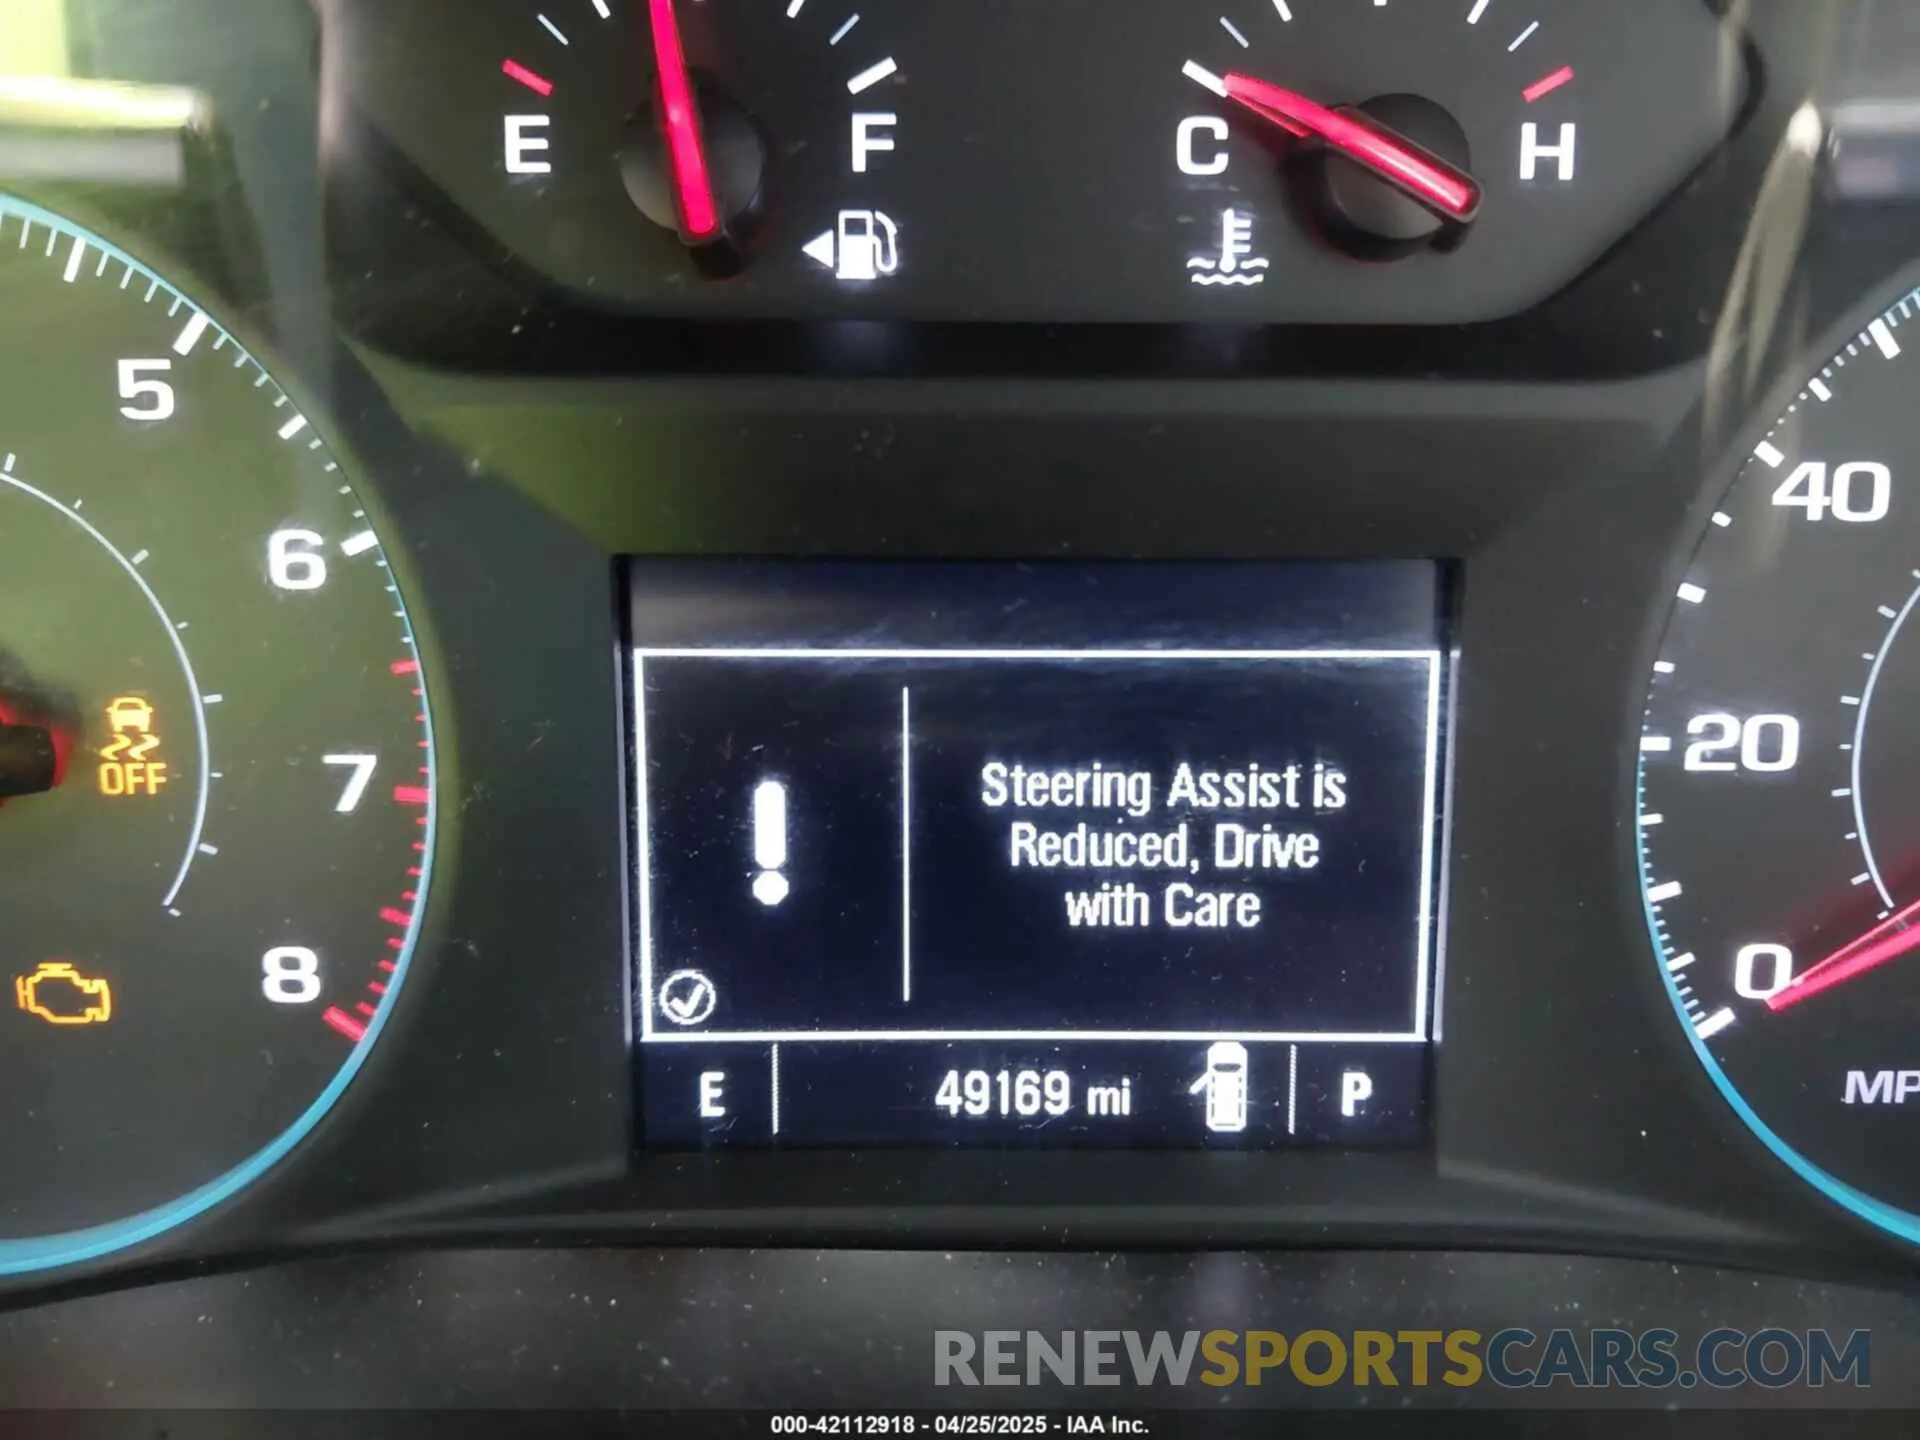 E F C H
5
6
7
8
OFF
40
20
0
MP
Steering Assist is
Reduced, Drive
with Care
E 49169 mi P
RENEWSPORTSCARS.COM
000-42112918 - 04/25/2025 - IAA Inc.